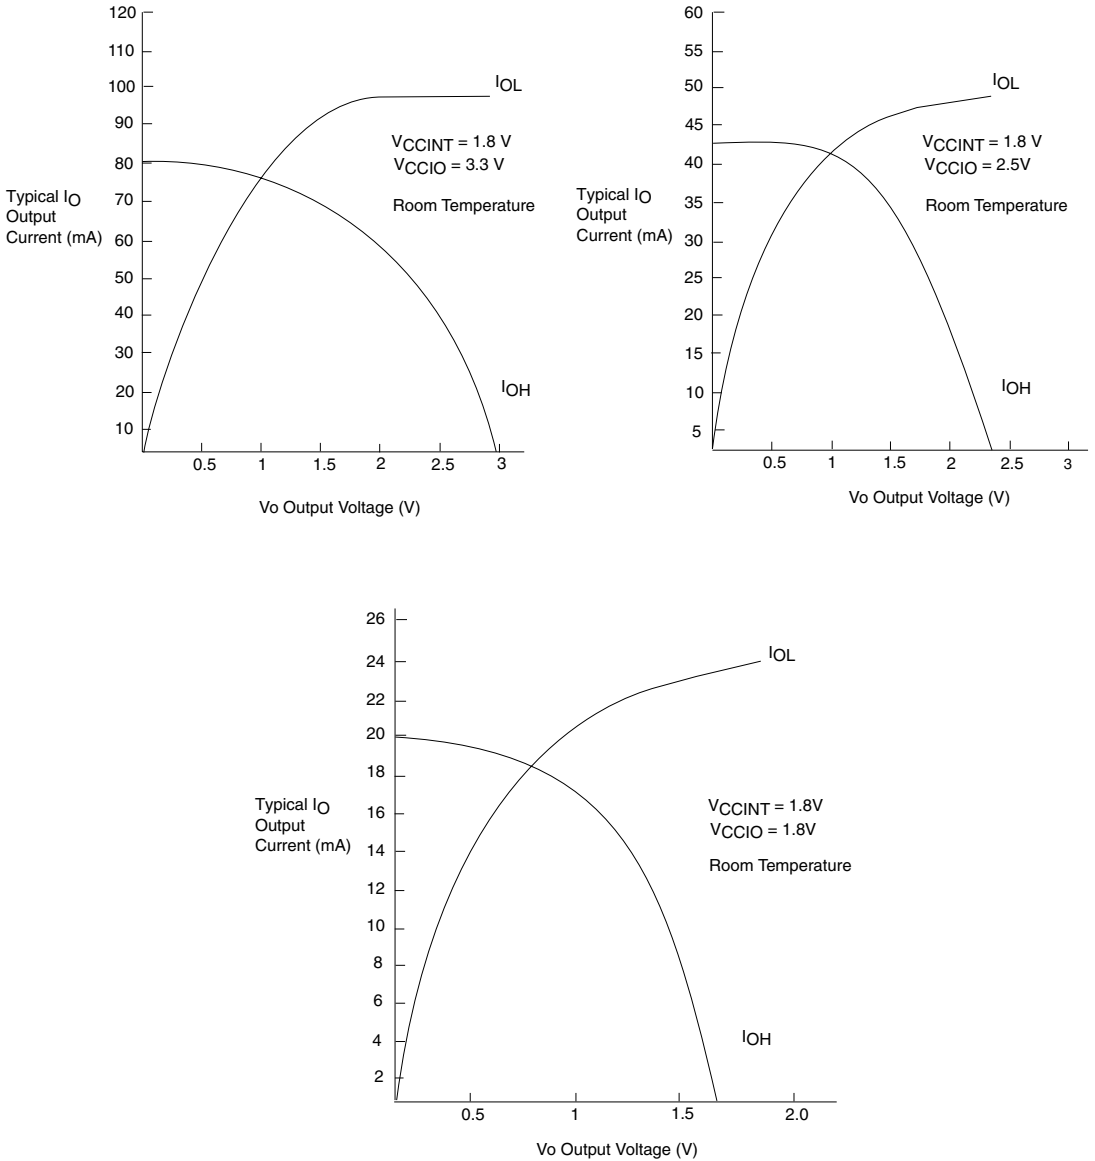 120
110
100
90
80
70
60
50
40
30
20
10
Typical IO
Output
Current (mA)
IOL
VCCINT = 1.8 V
VCCIO = 3.3 V
Room Temperature
IOH
0.5 1 1.5 2 2.5 3
Vo Output Voltage (V)
60
55
50
45
40
35
30
25
20
15
10
5
Typical IO
Output
Current (mA)
IOL
VCCINT = 1.8 V
VCCIO = 2.5V
Room Temperature
IOH
0.5 1 1.5 2 2.5 3
Vo Output Voltage (V)
26
24
22
20
18
16
14
12
10
8
6
4
2
Typical IO
Output
Current (mA)
IOL
VCCINT = 1.8V
VCCIO = 1.8V
Room Temperature
IOH
0.5 1 1.5 2.0
Vo Output Voltage (V)